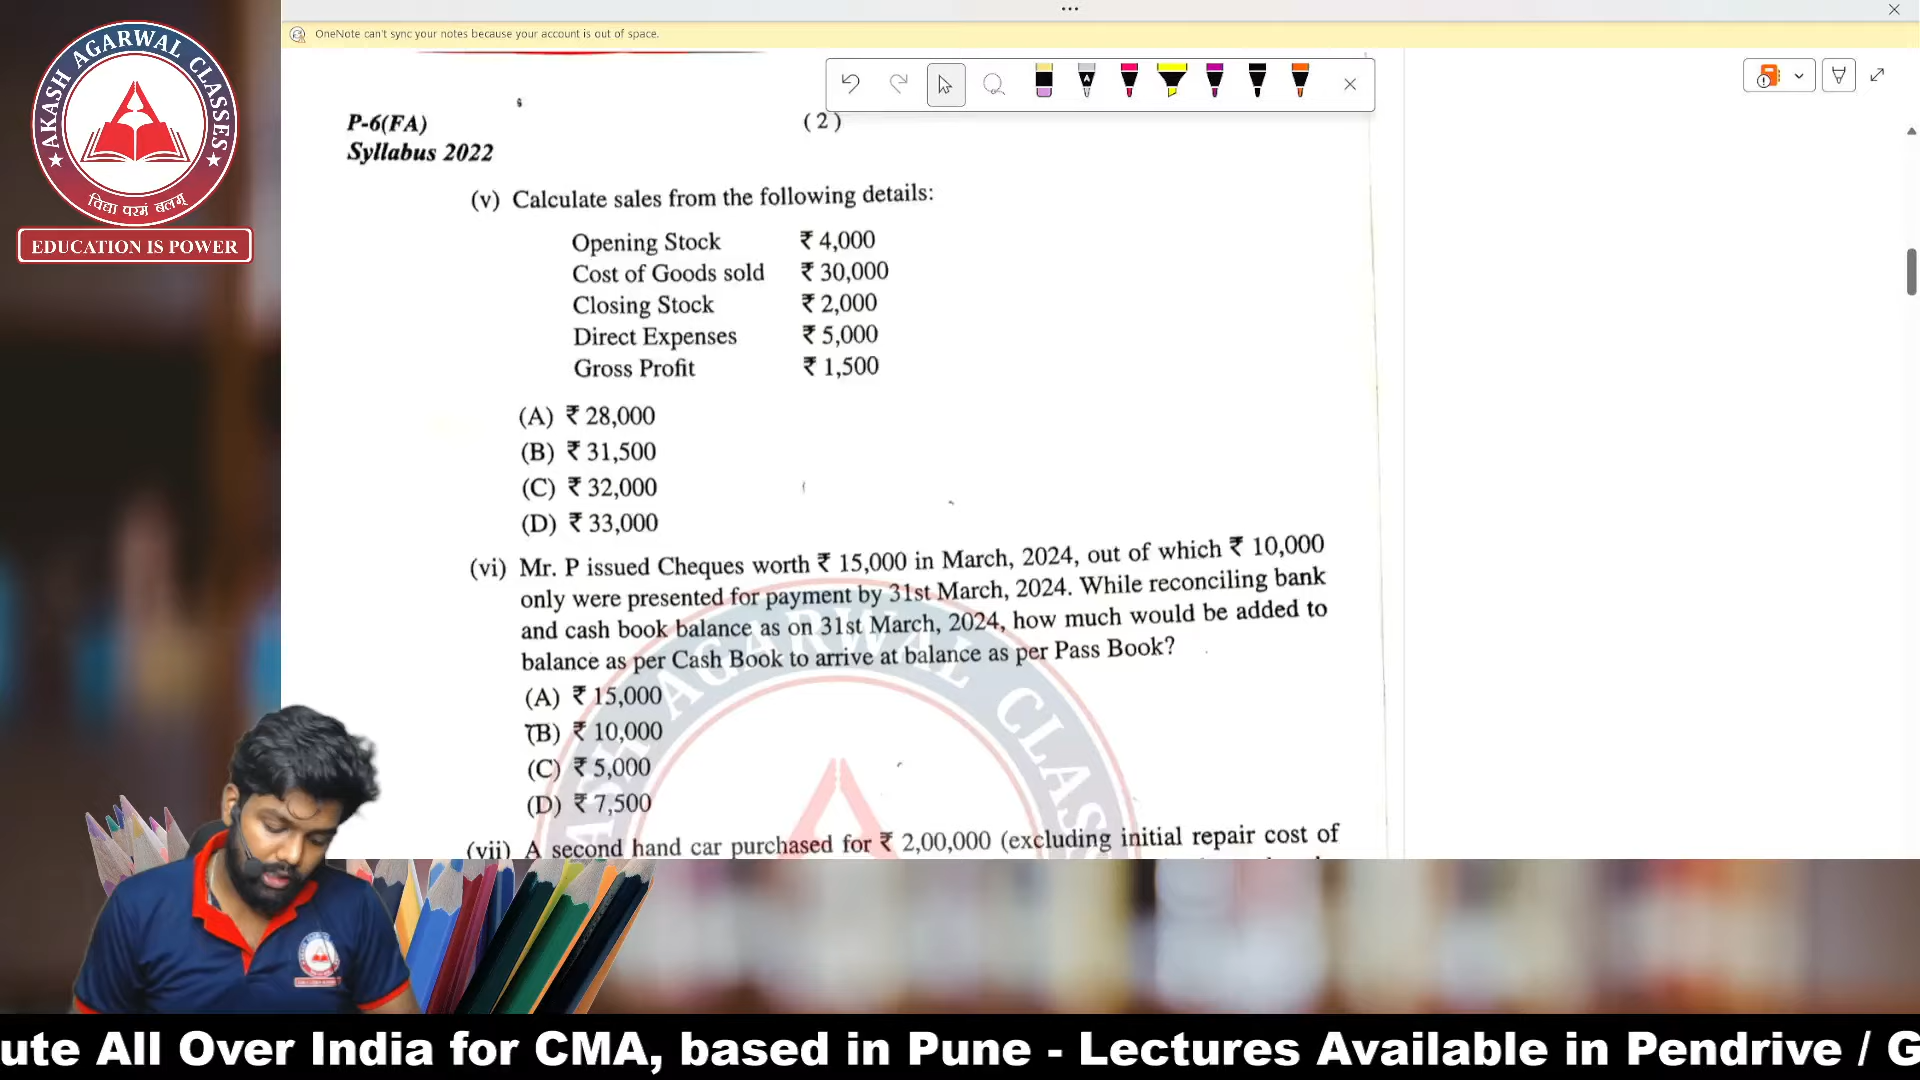 OneNote can't sync your notes because your account is out of space.
AKASH AGARWAL CLASSES
विद्या परमं बलम्
EDUCATION IS POWER
P-6(FA)
(2)
Syllabus 2022
(v) Calculate sales from the following details:
Opening Stock ₹ 4,000
Cost of Goods sold ₹ 30,000
Closing Stock ₹ 2,000
Direct Expenses ₹ 5,000
Gross Profit ₹ 1,500
(A) ₹ 28,000
(B) ₹ 31,500
(C) ₹ 32,000
(D) ₹ 33,000
(vi) Mr. P issued Cheques worth ₹ 15,000 in March, 2024, out of which ₹ 10,000
only were presented for payment by 31st March, 2024. While reconciling bank
and cash book balance as on 31st March, 2024, how much would be added to
balance as per Cash Book to arrive at balance as per Pass Book?
(A) ₹ 15,000
(B) ₹ 10,000
(C) ₹ 5,000
(D) ₹ 7,500
(vii) A second hand car purchased for ₹ 2,00,000 (excluding initial repair cost of
ute All Over India for CMA, based in Pune - Lectures Available in Pendrive / G